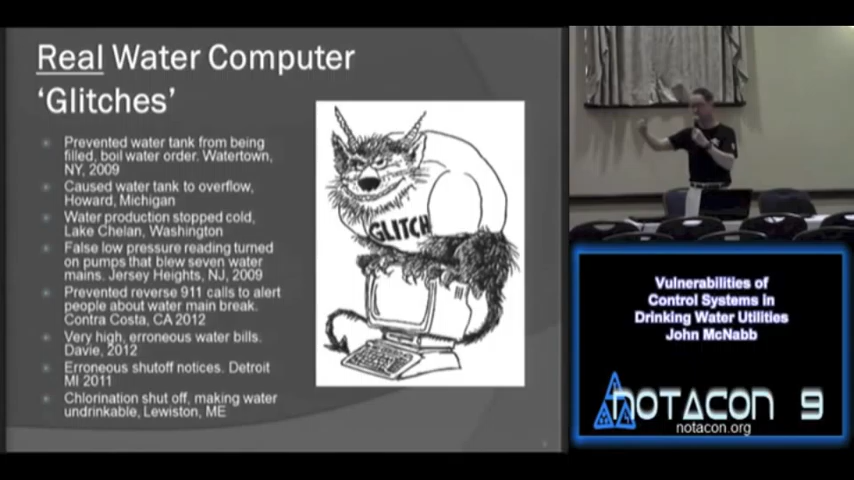 Real Water Computer
'Glitches'
Prevented water tank from being
filled, boil water order. Watertown,
NY, 2009
Caused water tank to overflow,
Howard, Michigan
Water production stopped cold,
Lake Chelan, Washington
False low pressure reading turned
on pumps that blew seven water
mains. Jersey Heights, NJ, 2009
Prevented reverse 911 calls to alert
people about water main break.
Contra Costa, CA 2012
Very high, erroneous water bills.
Davie, 2012
Erroneous shutoff notices. Detroit
MI 2011
Chlorination shut off, making water
undrinkable, Lewiston, ME
GLITCH
Vulnerabilities of
Control Systems in
Drinking Water Utilities
John McNabb
NOTACON 9
notacon.org